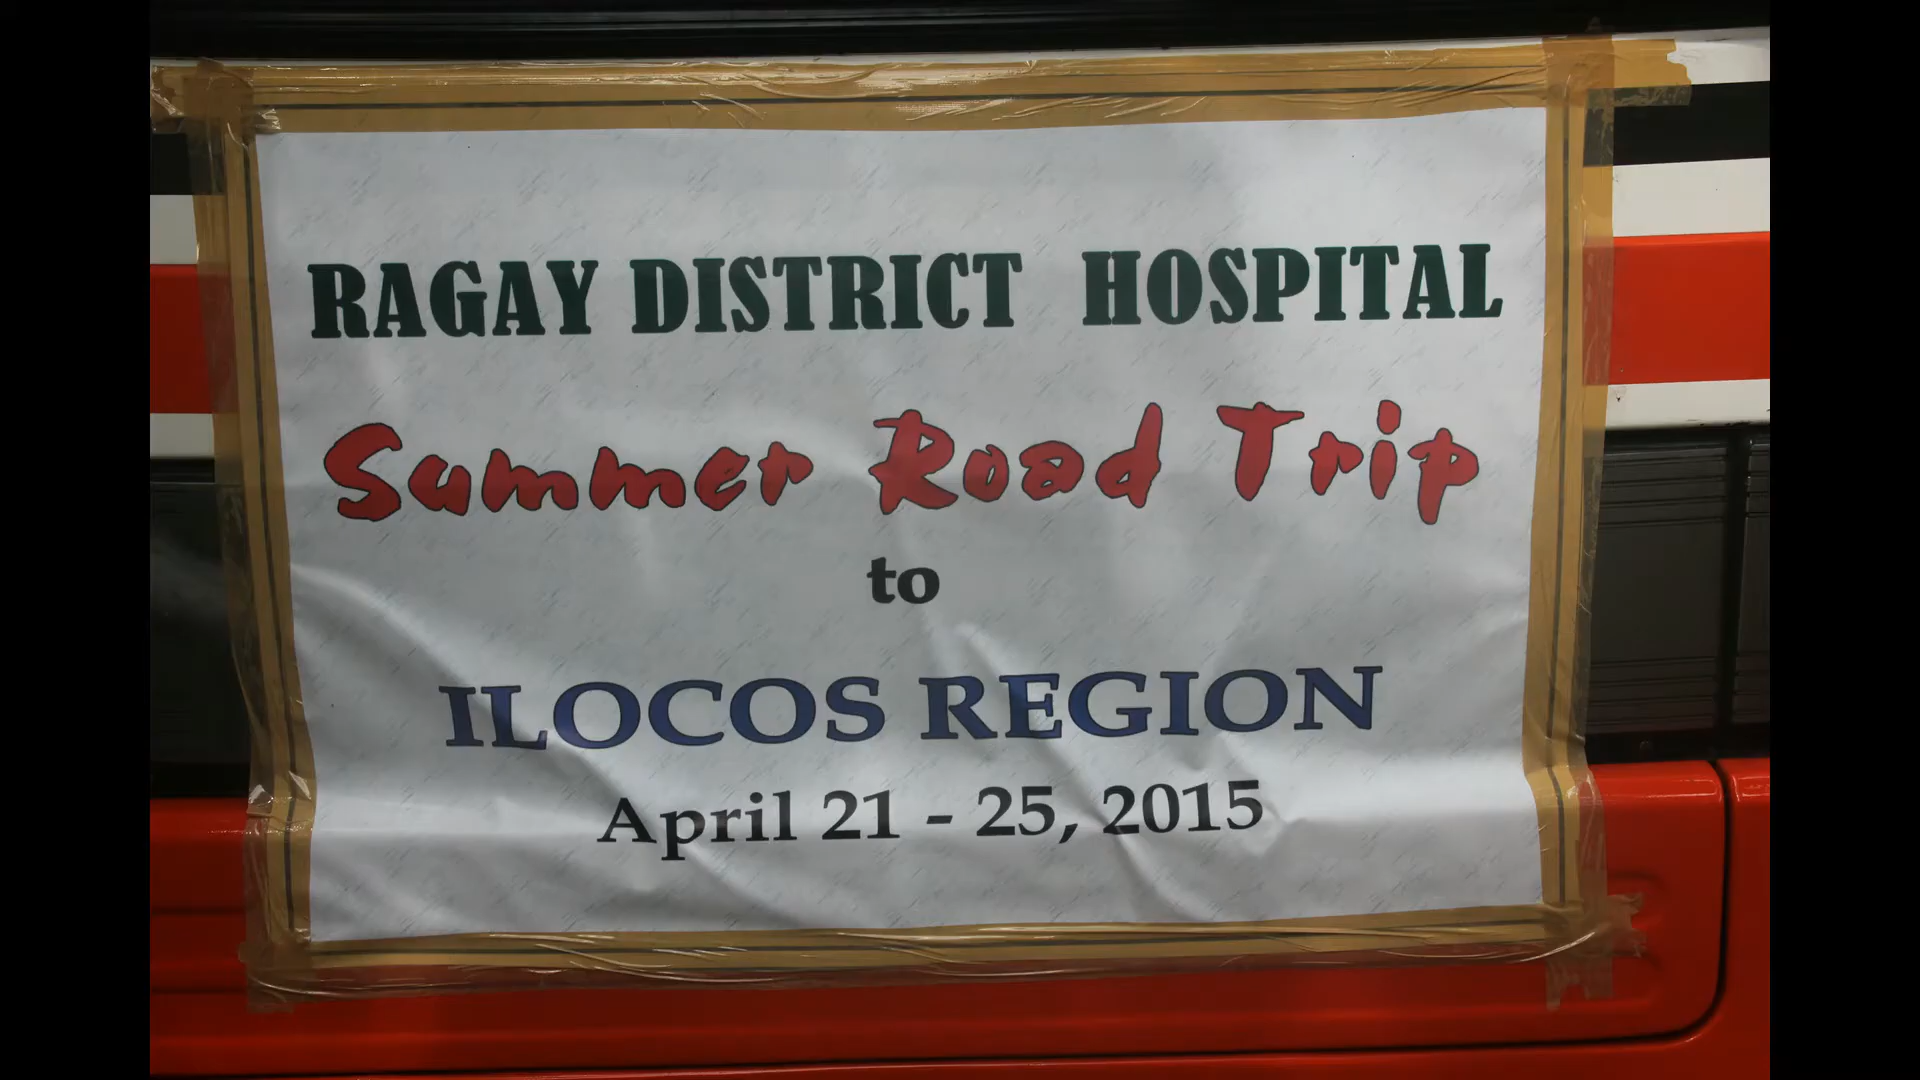 RAGAY DISTRICT HOSPITAL
Summer Road Trip
to
ILOCOS REGION
April 21 - 25, 2015